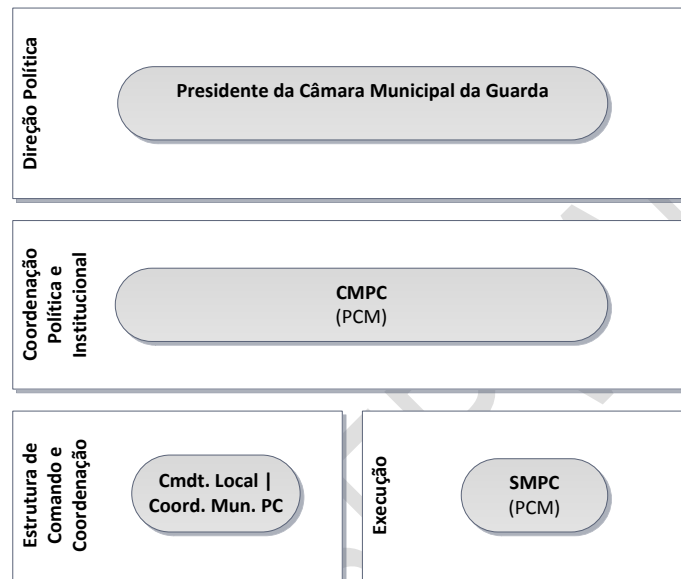 Direção Política
Presidente da Câmara Municipal da Guarda
Coordenação
Política e
Institucional
CMPC
(PCM)
Estrutura de
Comando e
Coordenação
Cmdt. Local |
Coord. Mun. PC
Execução
SMPC
(PCM)